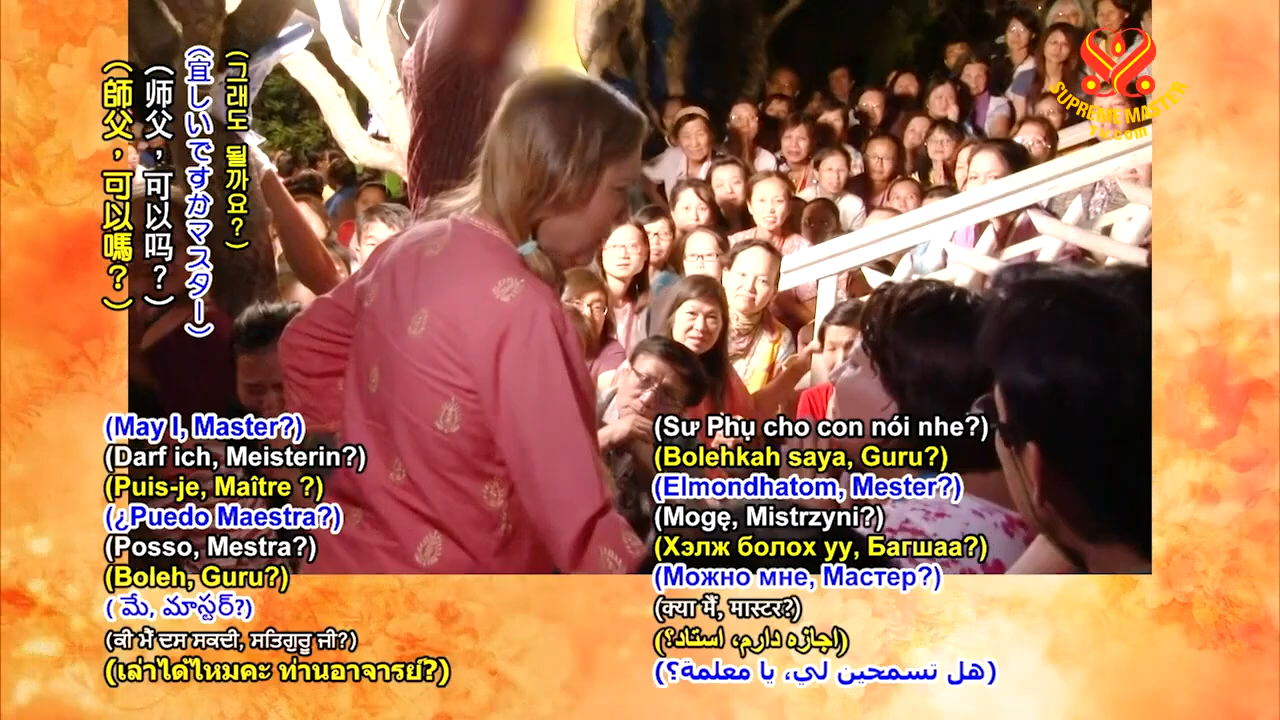 (그래도 될까요?)
(宜しいですかマスター)
(师父，可以吗？)
(師父，可以嗎？)
SUPREME MASTER
TV.com
(May I, Master?)
(Darf ich, Meisterin?)
(Puis-je, Maître ?)
(¿Puedo Maestra?)
(Posso, Mestra?)
(Boleh, Guru?)
( మే, మాస్టర్?)
(ਕੀ ਮੈਂ ਦਸ ਸਕਦੀ, ਸਤਿਗੁਰੂ ਜੀ?)
(เล่าได้ไหมคะ ท่านอาจารย์?)
(Sư Phụ cho con nói nhe?)
(Bolehkah saya, Guru?)
(Elmondhatom, Mester?)
(Mogę, Mistrzyni?)
(Хэлж болох уу, Багшаа?)
(Можно мне, Мастер?)
(क्या मैं, मास्टर?)
(اجازه دارم، استاد؟)
(هل تسمحين لي، يا معلمة؟)